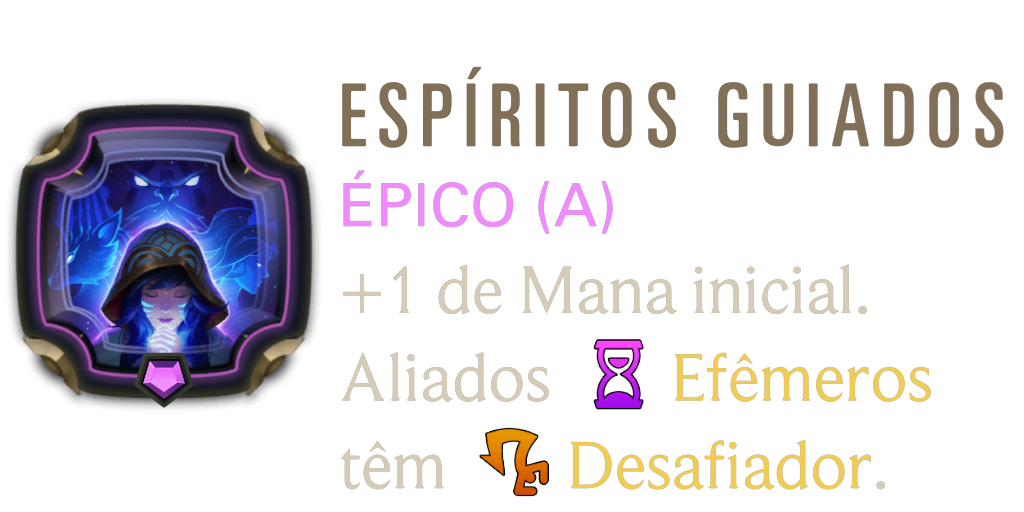 ESPÍRITOS GUIADOS
ÉPICO (A)
+1 de Mana inicial.
Aliados Efêmeros
têm Desafiador.